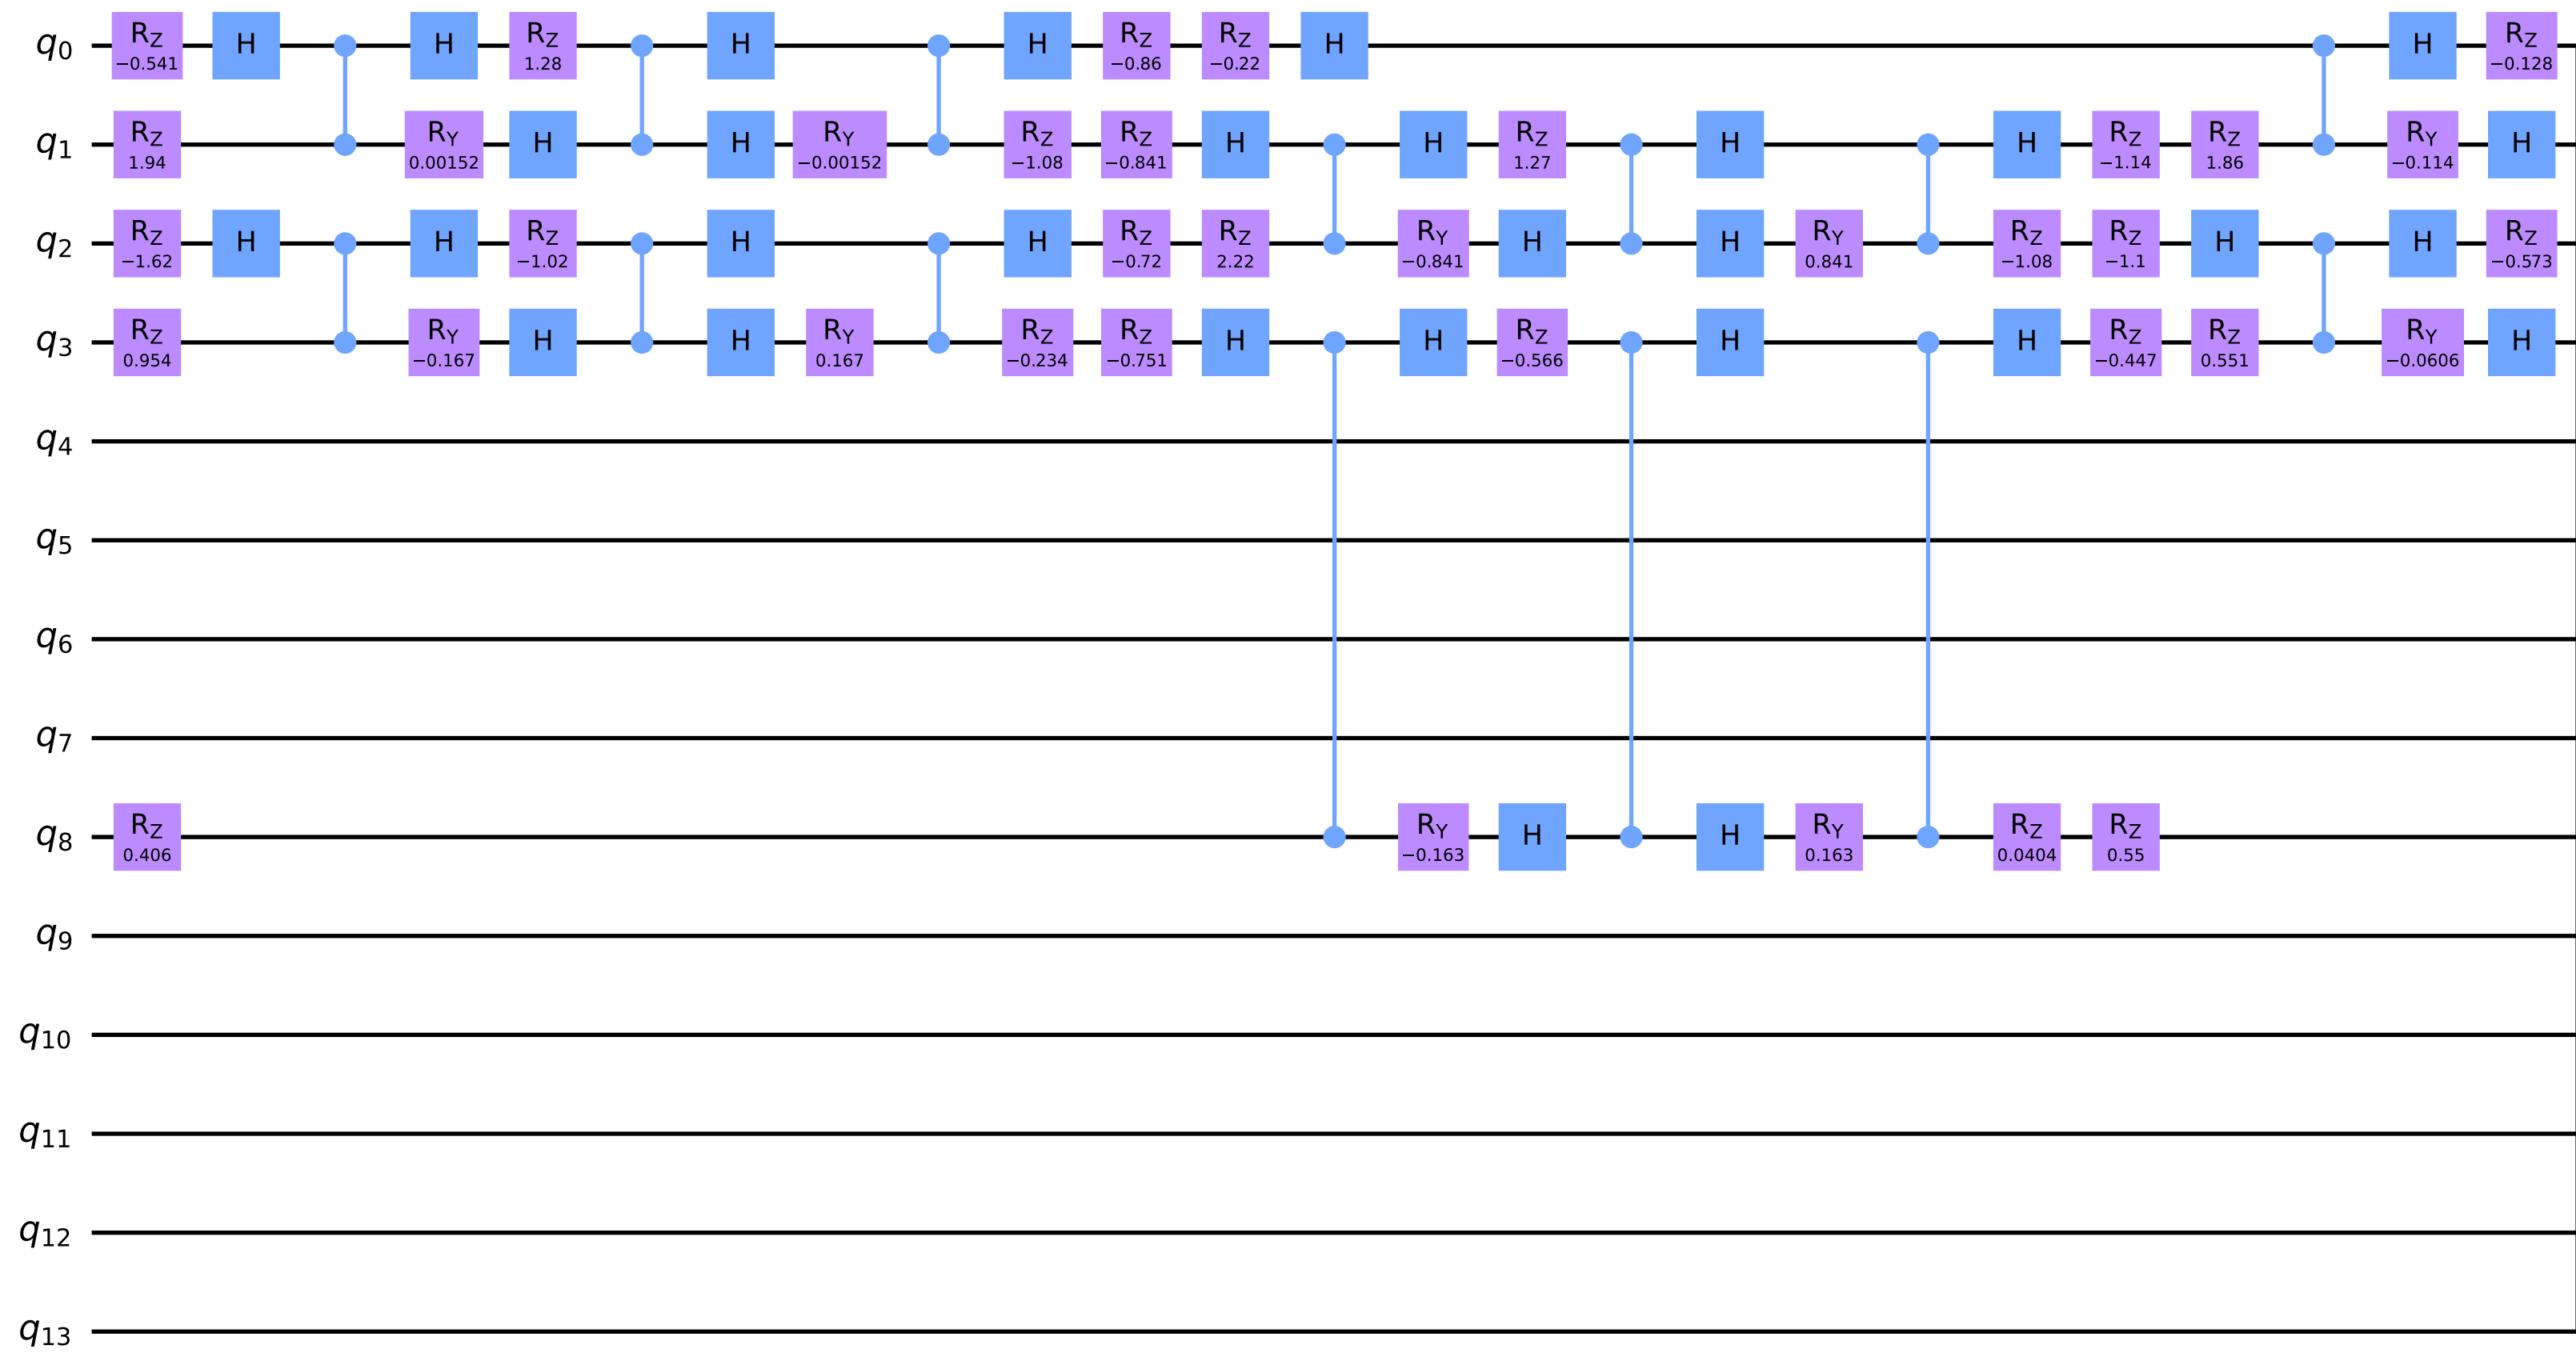 q0 RZ −0.541 H H RZ 1.28 H H RZ −0.86 RZ −0.22 H H RZ −0.128
q1 RZ 1.94 RY 0.00152 H H RY −0.00152 RZ −1.08 RZ −0.841 H H RZ 1.27 H H RZ −1.14 RZ 1.86 RY −0.114 H
q2 RZ −1.62 H H RZ −1.02 H H RZ −0.72 RZ 2.22 RY −0.841 H H RY 0.841 RZ −1.08 RZ −1.1 H H RZ −0.573
q3 RZ 0.954 RY −0.167 H H RY 0.167 RZ −0.234 RZ −0.751 H H RZ −0.566 H H RZ −0.447 RZ 0.551 RY −0.0606 H
q4
q5
q6
q7
q8 RZ 0.406 RY −0.163 H H RY 0.163 RZ 0.0404 RZ 0.55
q9
q10
q11
q12
q13